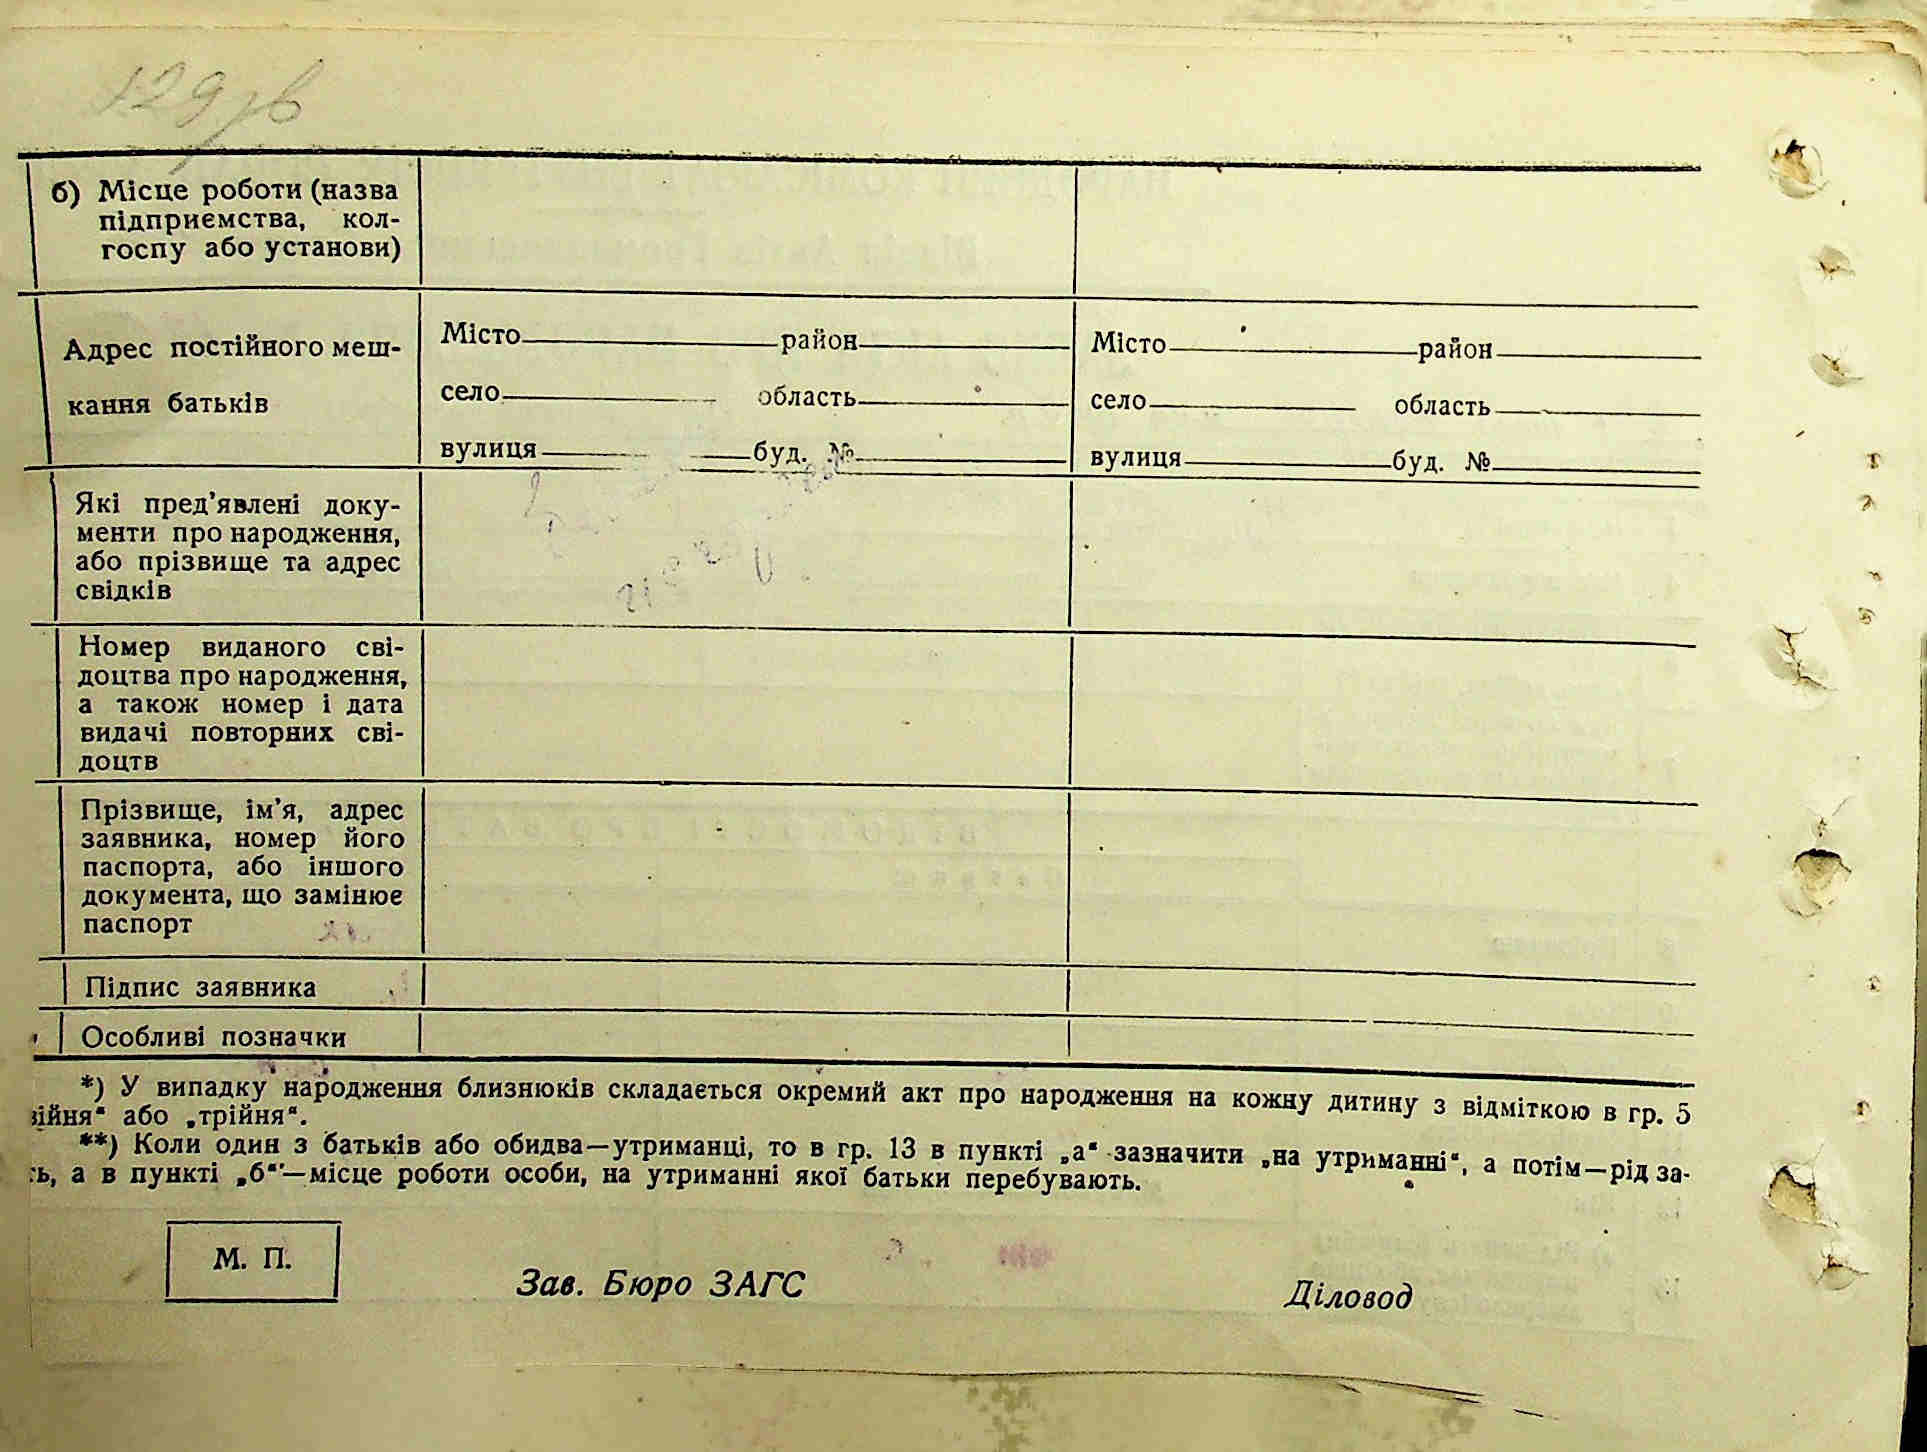 129 зв
б) Місце роботи (назва
підприємства, кол-
госпу або установи)
Адрес постійного меш-
кання батьків
Місто район
село область
вулиця буд. №
Місто район
село область
вулиця буд. №
Які пред'явлені доку-
менти про народження,
або прізвище та адрес
свідків
Номер виданого сві-
доцтва про народження,
а також номер і дата
видачі повторних сві-
доцтв
Прізвище, ім'я, адрес
заявника, номер його
паспорта, або іншого
документа, що замінює
паспорт
Підпис заявника
Особливі позначки
*) У випадку народження близнюків складається окремий акт про народження на кожну дитину з відміткою в гр. 5
ійня“ або „трійня“.
**) Коли один з батьків або обидва—утриманці, то в гр. 13 в пункті „а“ зазначити „на утриманні“, а потім—рід за-
ь, а в пункті „б“—місце роботи особи, на утриманні якої батьки перебувають.
М. П.
Зав. Бюро ЗАГС
Діловод